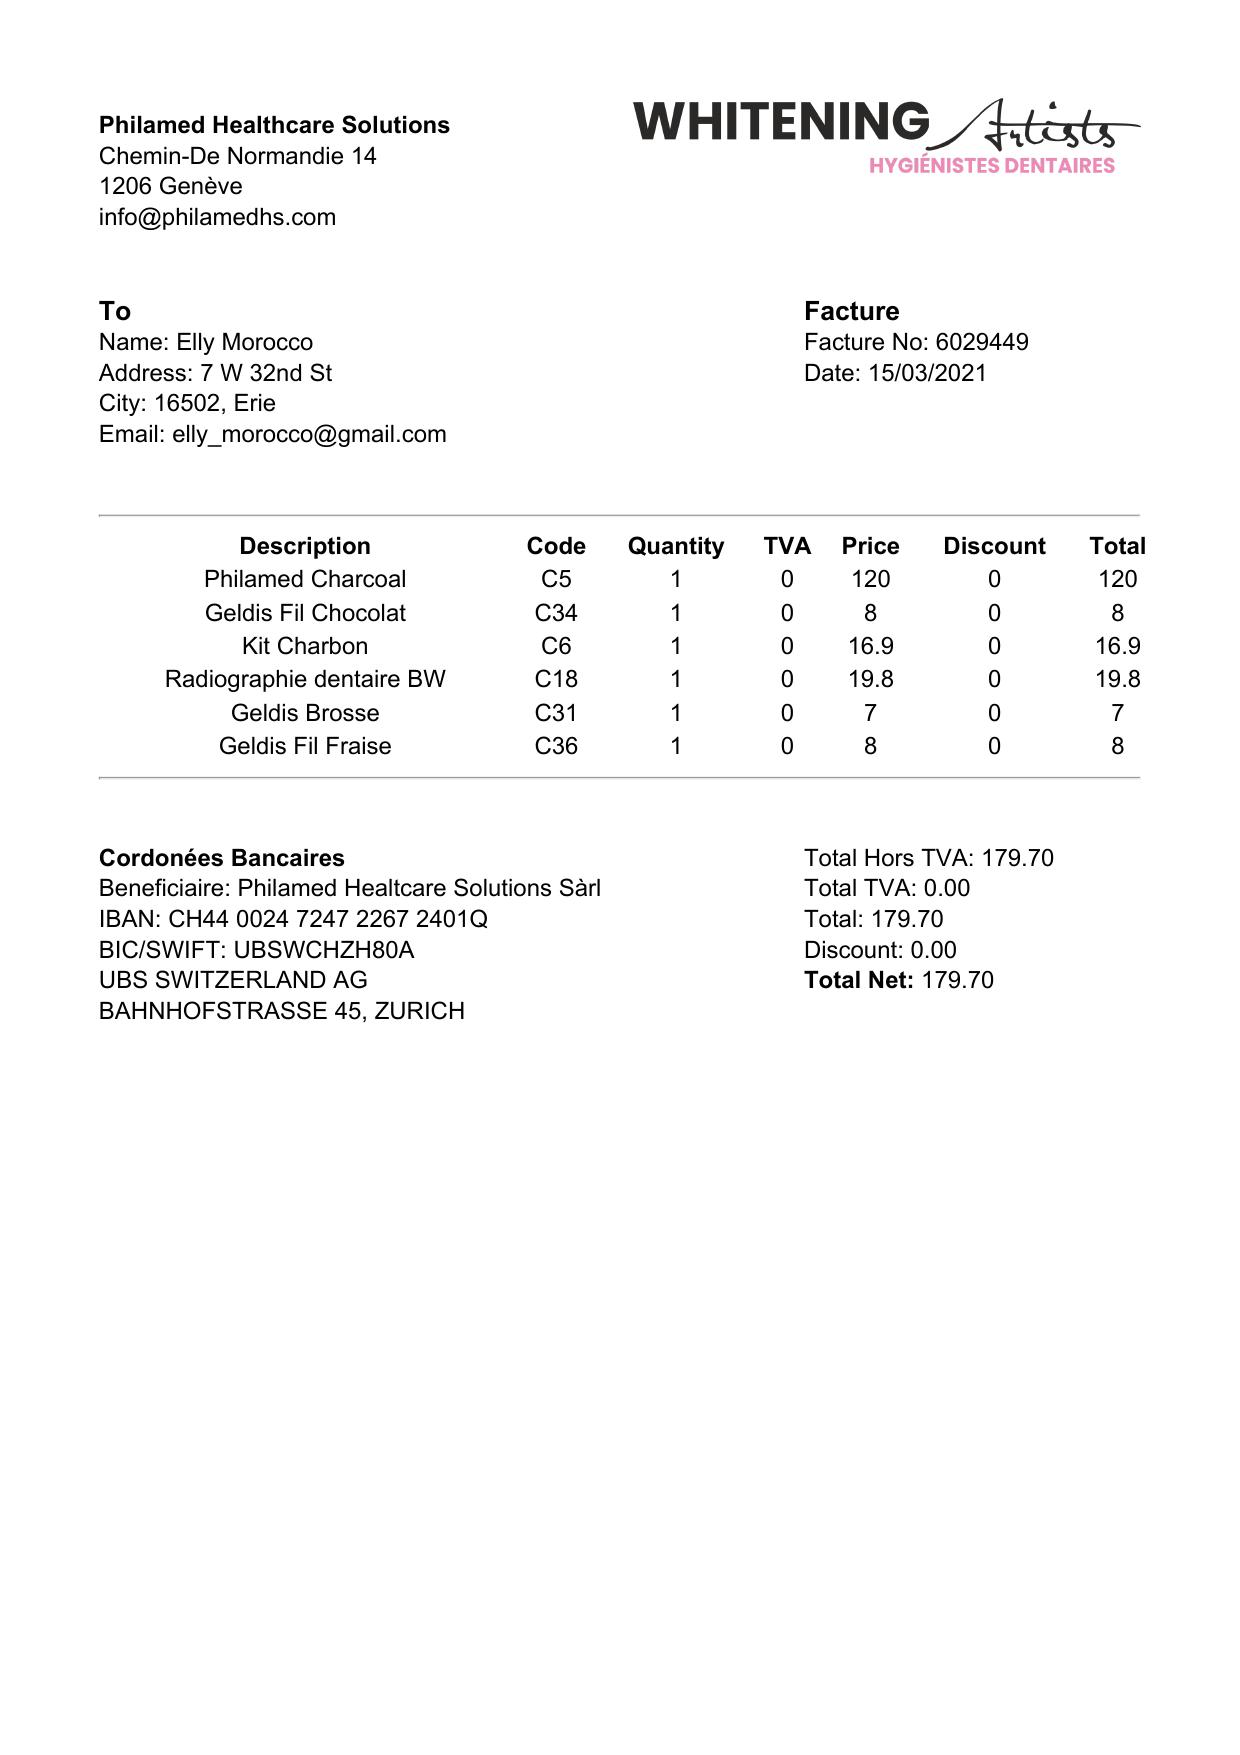 Philamed Healthcare Solutions
Chemin-De Normandie 14
1206 Genève
info@philamedhs.com
WHITENING Artists
HYGIÉNISTES DENTAIRES
To
Name: Elly Morocco
Address: 7 W 32nd St
City: 16502, Erie
Email: elly_morocco@gmail.com
Facture
Facture No: 6029449
Date: 15/03/2021
Description Code Quantity TVA Price Discount Total
Philamed Charcoal C5 1 0 120 0 120
Geldis Fil Chocolat C34 1 0 8 0 8
Kit Charbon C6 1 0 16.9 0 16.9
Radiographie dentaire BW C18 1 0 19.8 0 19.8
Geldis Brosse C31 1 0 7 0 7
Geldis Fil Fraise C36 1 0 8 0 8
Cordonées Bancaires
Beneficiaire: Philamed Healtcare Solutions Sàrl
IBAN: CH44 0024 7247 2267 2401Q
BIC/SWIFT: UBSWCHZH80A
UBS SWITZERLAND AG
BAHNHOFSTRASSE 45, ZURICH
Total Hors TVA: 179.70
Total TVA: 0.00
Total: 179.70
Discount: 0.00
Total Net: 179.70